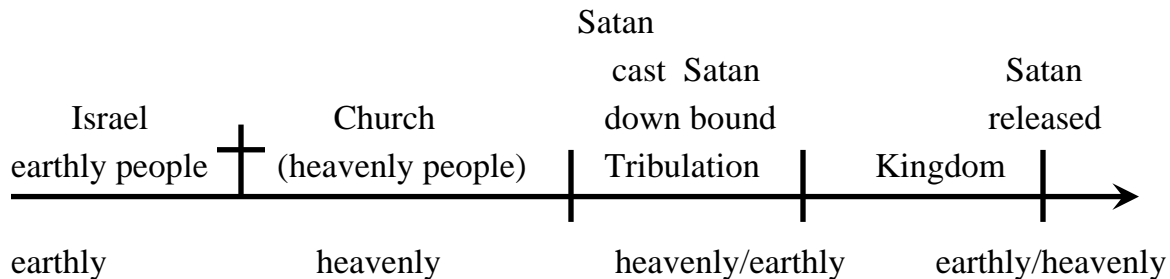 Satan
cast Satan Satan
Israel Church down bound released
earthly people (heavenly people) Tribulation Kingdom
earthly heavenly heavenly/earthly earthly/heavenly